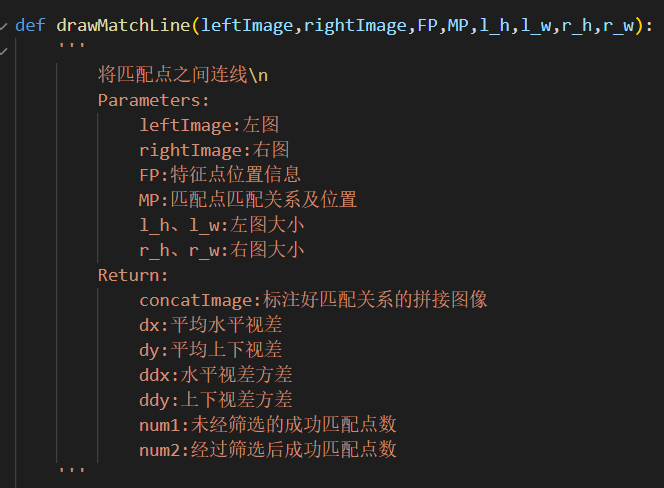 def drawMatchLine(leftImage,rightImage,FP,MP,l_h,l_w,r_h,r_w):
'''
将匹配点之间连线\n
Parameters:
leftImage:左图
rightImage:右图
FP:特征点位置信息
MP:匹配点匹配关系及位置
l_h、l_w:左图大小
r_h、r_w:右图大小
Return:
concatImage:标注好匹配关系的拼接图像
dx:平均水平视差
dy:平均上下视差
ddx:水平视差方差
ddy:上下视差方差
num1:未经筛选的成功匹配点数
num2:经过筛选后成功匹配点数
'''